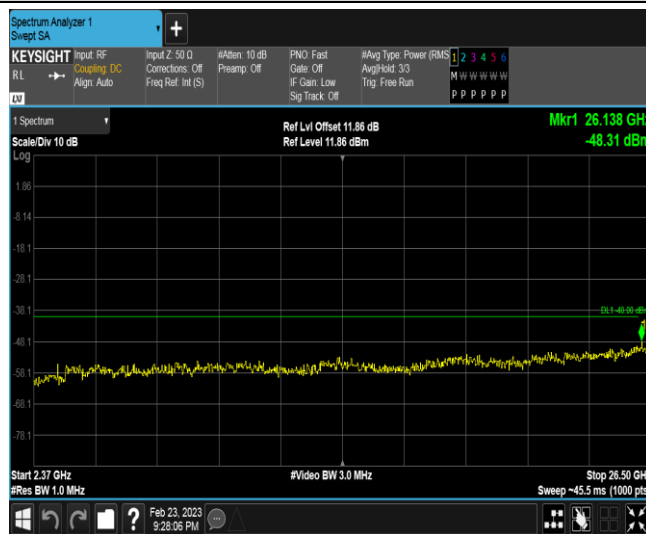 Spectrum Analyzer 1
Swept SA
+
KEYSIGHT
RL
LXI
Input: RF
Coupling: DC
Align: Auto
Input Z: 50 Ω
Corrections: Off
Freq Ref: Int (S)
#Atten: 10 dB
Preamp: Off
PNO: Fast
Gate: Off
IF Gain: Low
Sig Track: Off
#Avg Type: Power (RMS
Avg|Hold: 3/3
Trig: Free Run
1 2 3 4 5 6
M W W W W W
P P P P P P
1 Spectrum
Scale/Div 10 dB
Log
Ref Lvl Offset 11.86 dB
Ref Level 11.86 dBm
Mkr1 26.138 GHz
-48.31 dBm
1.86
-8.14
-18.1
-28.1
-38.1
DL1 -40.00 dBm
-48.1
-58.1
-68.1
-78.1
Start 2.37 GHz
#Res BW 1.0 MHz
#Video BW 3.0 MHz
Stop 26.50 GH
Sweep ~45.5 ms (1000 pts
?
Feb 23, 2023
9:28:06 PM